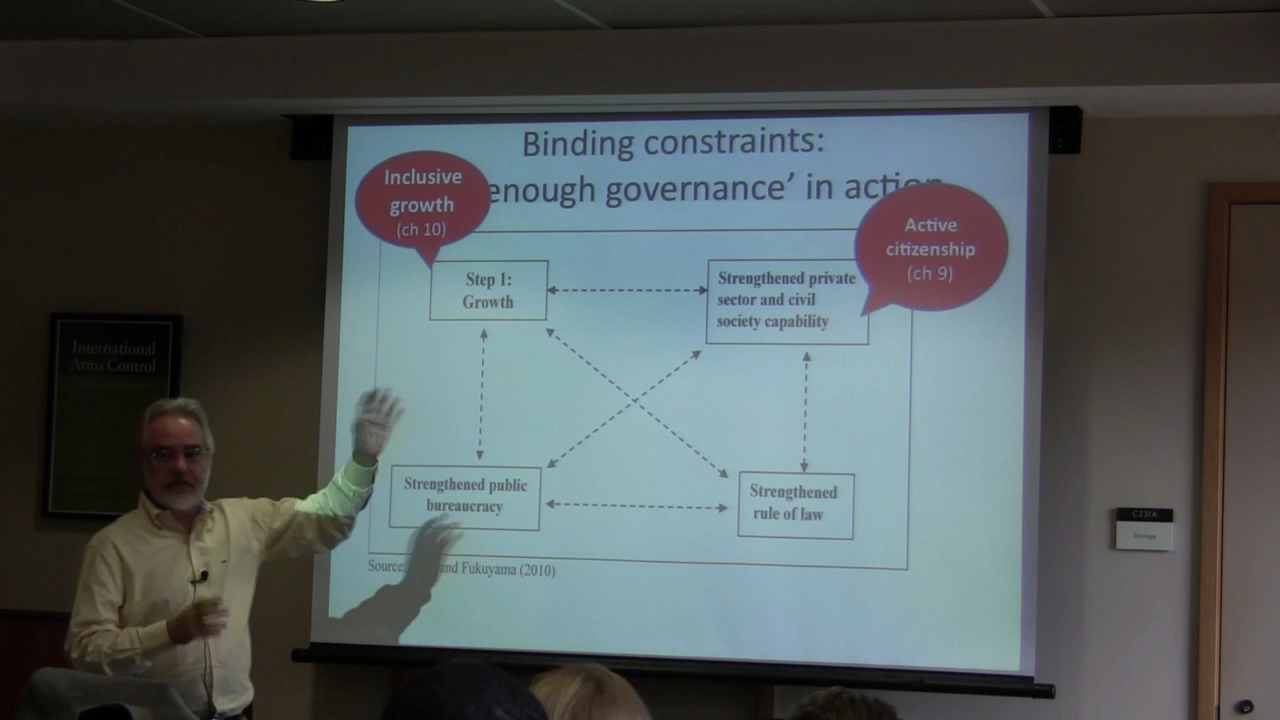 Binding constraints:
enough governance’ in action
Inclusive
growth
(ch 10)
Active
citizenship
(ch 9)
Step 1:
Growth
Strengthened private
sector and civil
society capability
Strengthened public
bureaucracy
Strengthened
rule of law
Source: and Fukuyama (2010)
International
Arms Control
C231A
Storage